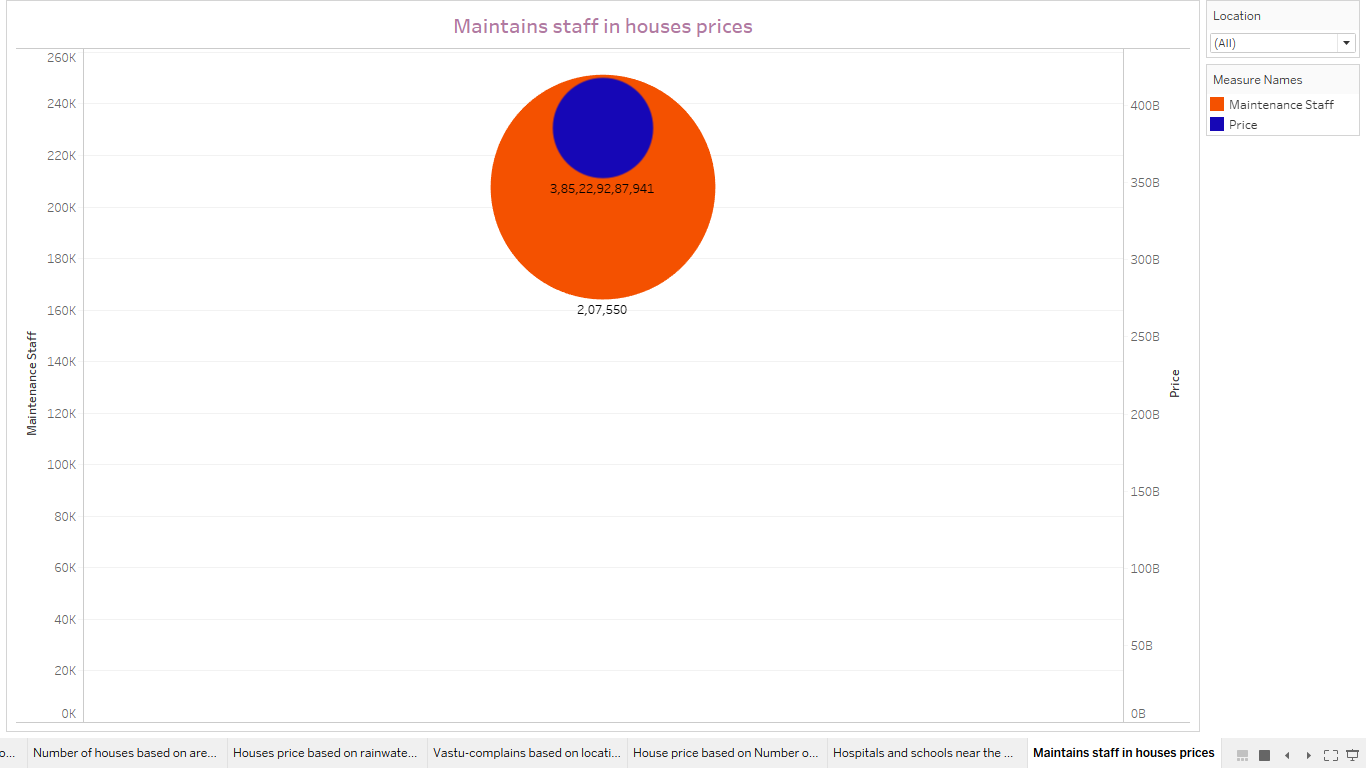 Maintains staff in houses prices
Location
(All)
Measure Names
Maintenance Staff
Price
260K
240K
220K
200K
180K
160K
140K
120K
100K
80K
60K
40K
20K
0K
Maintenance Staff
3,85,22,92,87,941
2,07,550
400B
350B
300B
250B
200B
150B
100B
50B
0B
Price
o...
Number of houses based on are...
Houses price based on rainwate...
Vastu-complains based on locati...
House price based on Number o...
Hospitals and schools near the ...
Maintains staff in houses prices